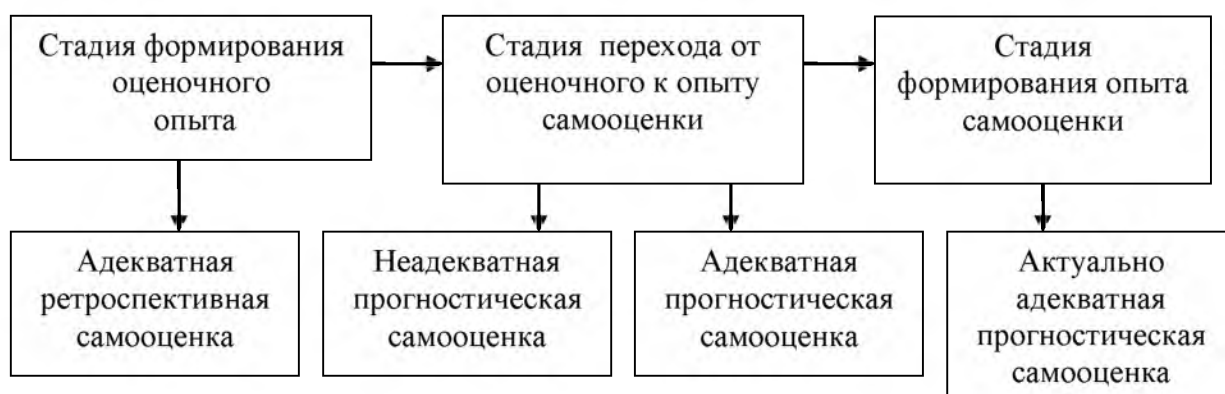 Стадия формирования
оценочного
опыта
Стадия перехода от
оценочного к опыту
самооценки
Стадия
формирования опыта
самооценки
Адекватная
ретроспективная
самооценка
Неадекватная
прогностическая
самооценка
Адекватная
прогностическая
самооценка
Актуально
адекватная
прогностическая
самооценка